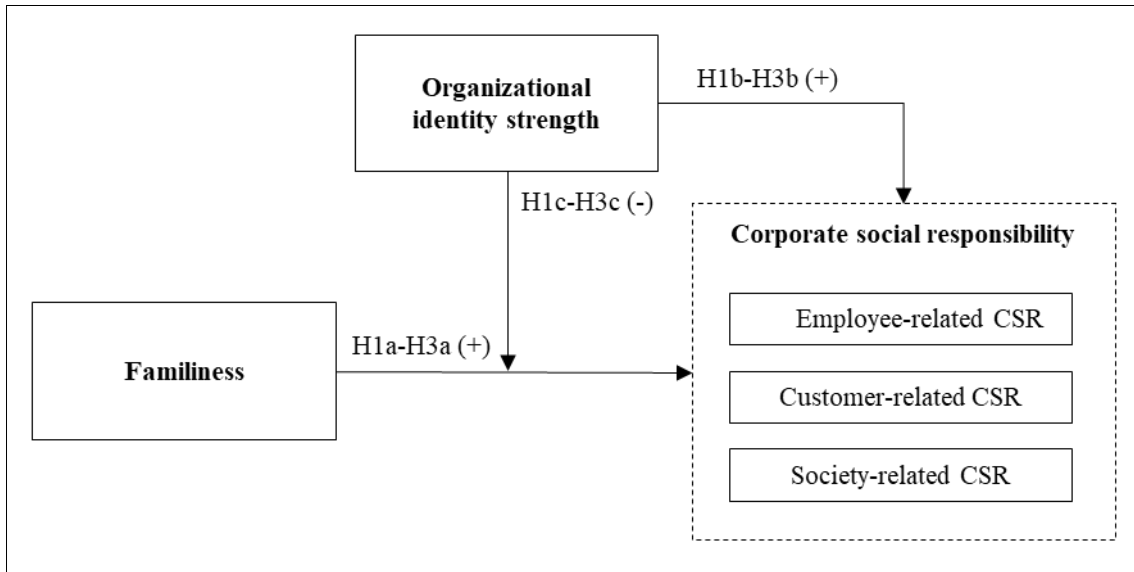 Organizational
identity strength
H1b-H3b (+)
H1c-H3c (-)
Corporate social responsibility
Employee-related CSR
Familiness
H1a-H3a (+)
Customer-related CSR
Society-related CSR